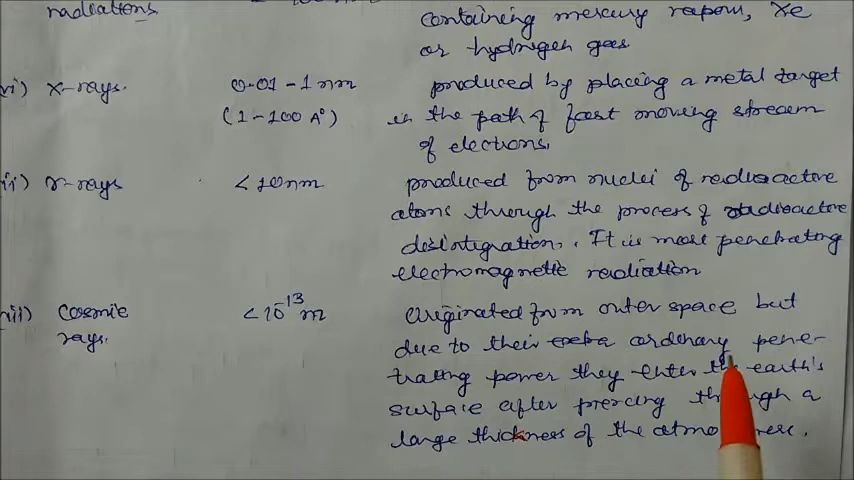 radiations containing mercury vapour, Xe
or hydrogen gas
vi) X-rays. 0.01 - 1 nm produced by placing a metal target
(1 - 100 A°) in the path of fast moving stream
of electrons.
ii) γ-rays <10nm produced from nuclei of radioactive
atoms through the process of radioactive
disintegration. It is most penetrating
electromagnetic radiation
iii) Cosmic <10^-13 m originated from outer space but
rays. due to their extra ordenary pene-
trating power they enter the earth's
surface after piercing through a
large thickness of the atmosphere.